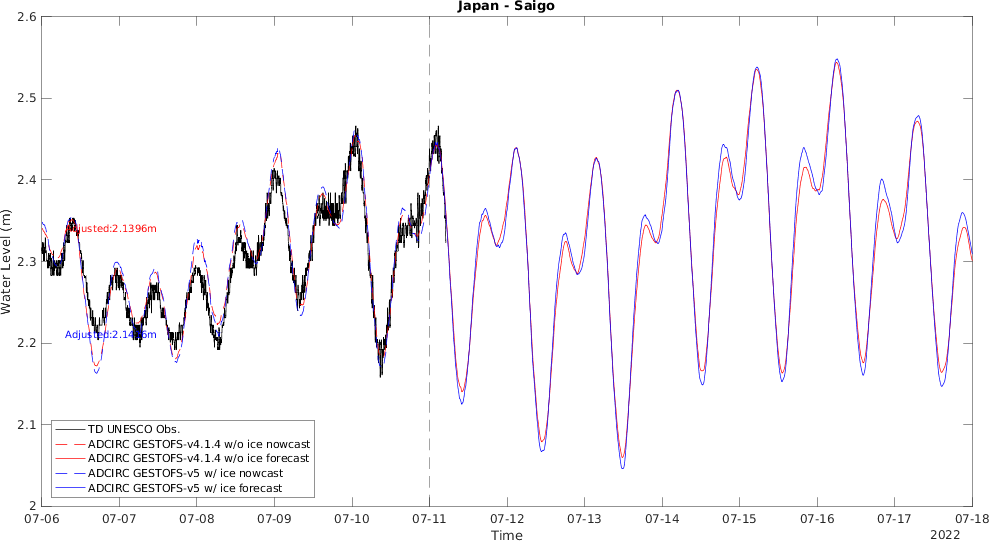 Japan - Saigo
2.6
2.5
2.4
2.3
2.2
2.1
2
Water Level (m)
Adjusted:2.1396m
TD UNESCO Obs.
ADCIRC GESTOFS-v4.1.4 w/o ice nowcast
ADCIRC GESTOFS-v4.1.4 w/o ice forecast
ADCIRC GESTOFS-v5 w/ ice nowcast
ADCIRC GESTOFS-v5 w/ ice forecast
07-06 07-07 07-08 07-09 07-10 07-11 07-12 07-13 07-14 07-15 07-16 07-17 07-18
Time
2022